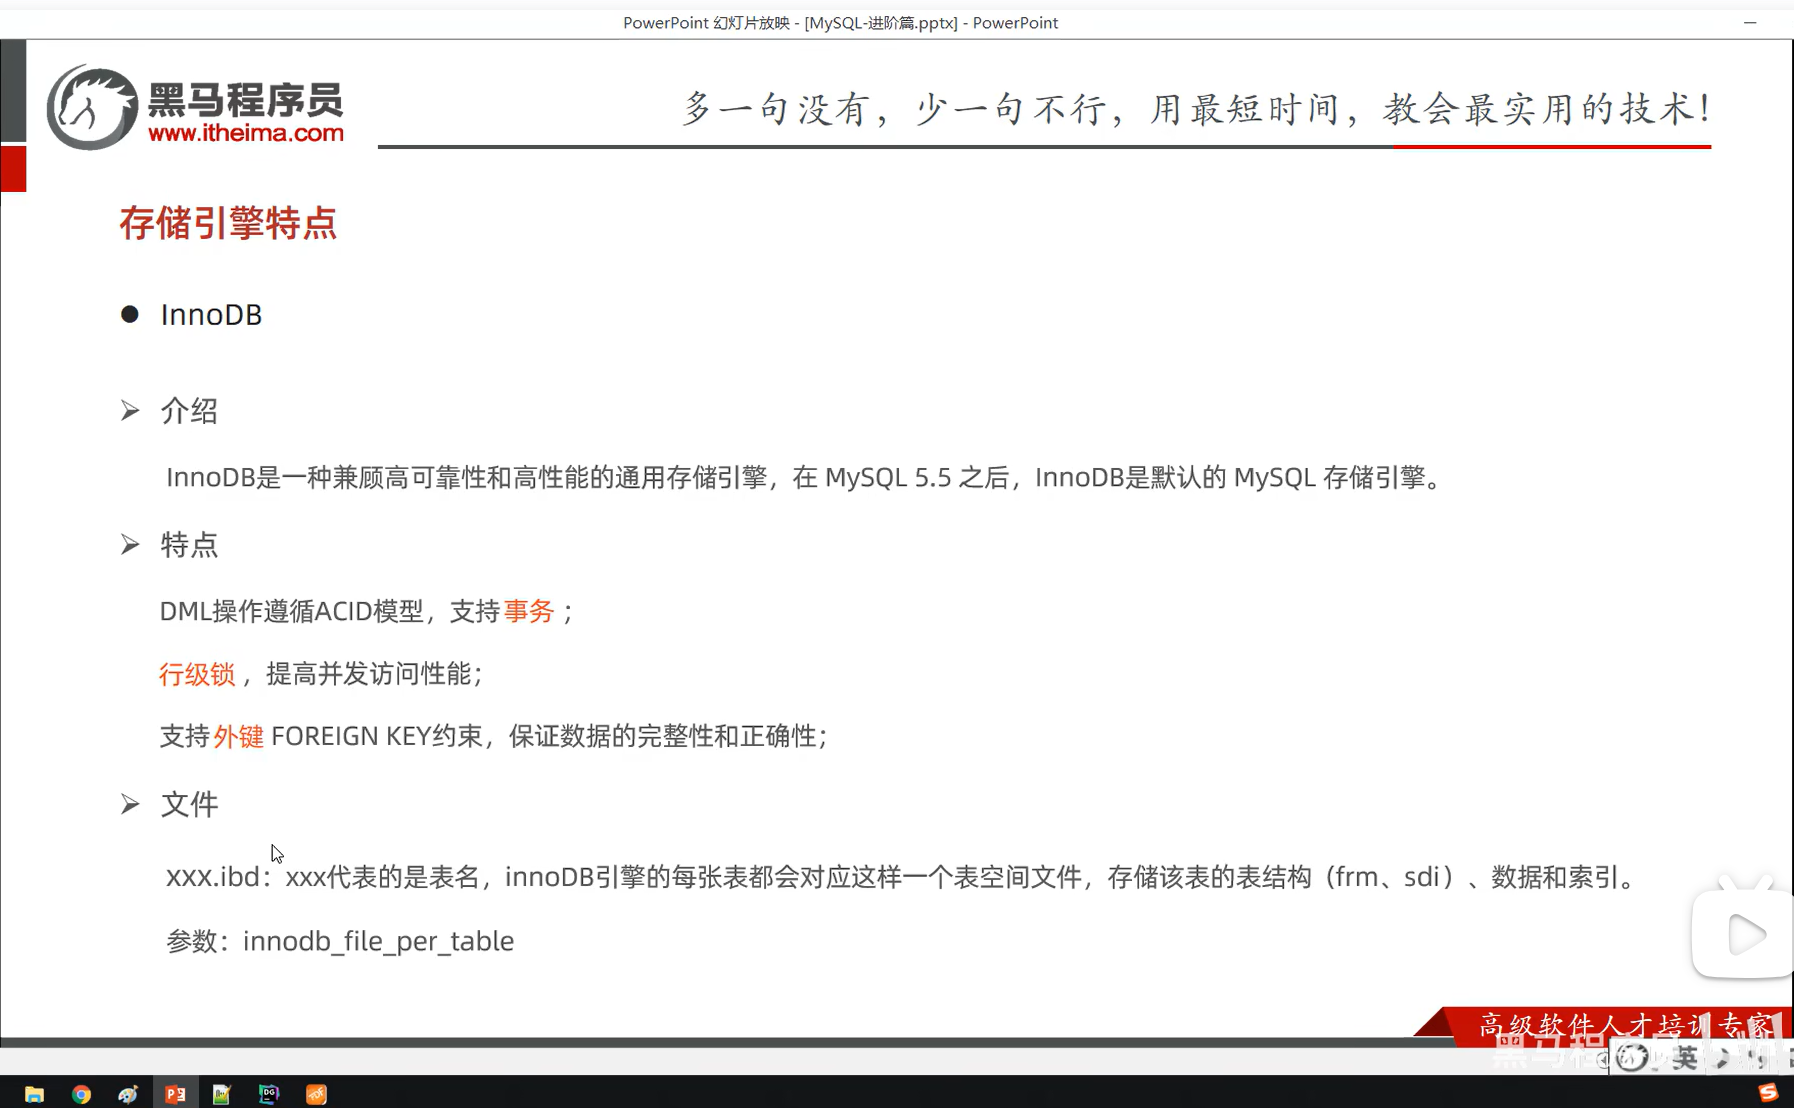 PowerPoint 幻灯片放映 - [MySQL-进阶篇.pptx] - PowerPoint
黑马程序员
www.itheima.com
多一句没有，少一句不行，用最短时间，教会最实用的技术！
存储引擎特点
InnoDB
介绍
InnoDB是一种兼顾高可靠性和高性能的通用存储引擎，在 MySQL 5.5 之后，InnoDB是默认的 MySQL 存储引擎。
特点
DML操作遵循ACID模型，支持事务；
行级锁，提高并发访问性能；
支持外键 FOREIGN KEY约束，保证数据的完整性和正确性；
文件
xxx.ibd：xxx代表的是表名，innoDB引擎的每张表都会对应这样一个表空间文件，存储该表的表结构（frm、sdi）、数据和索引。
参数：innodb_file_per_table
高级软件人才培训专家
英